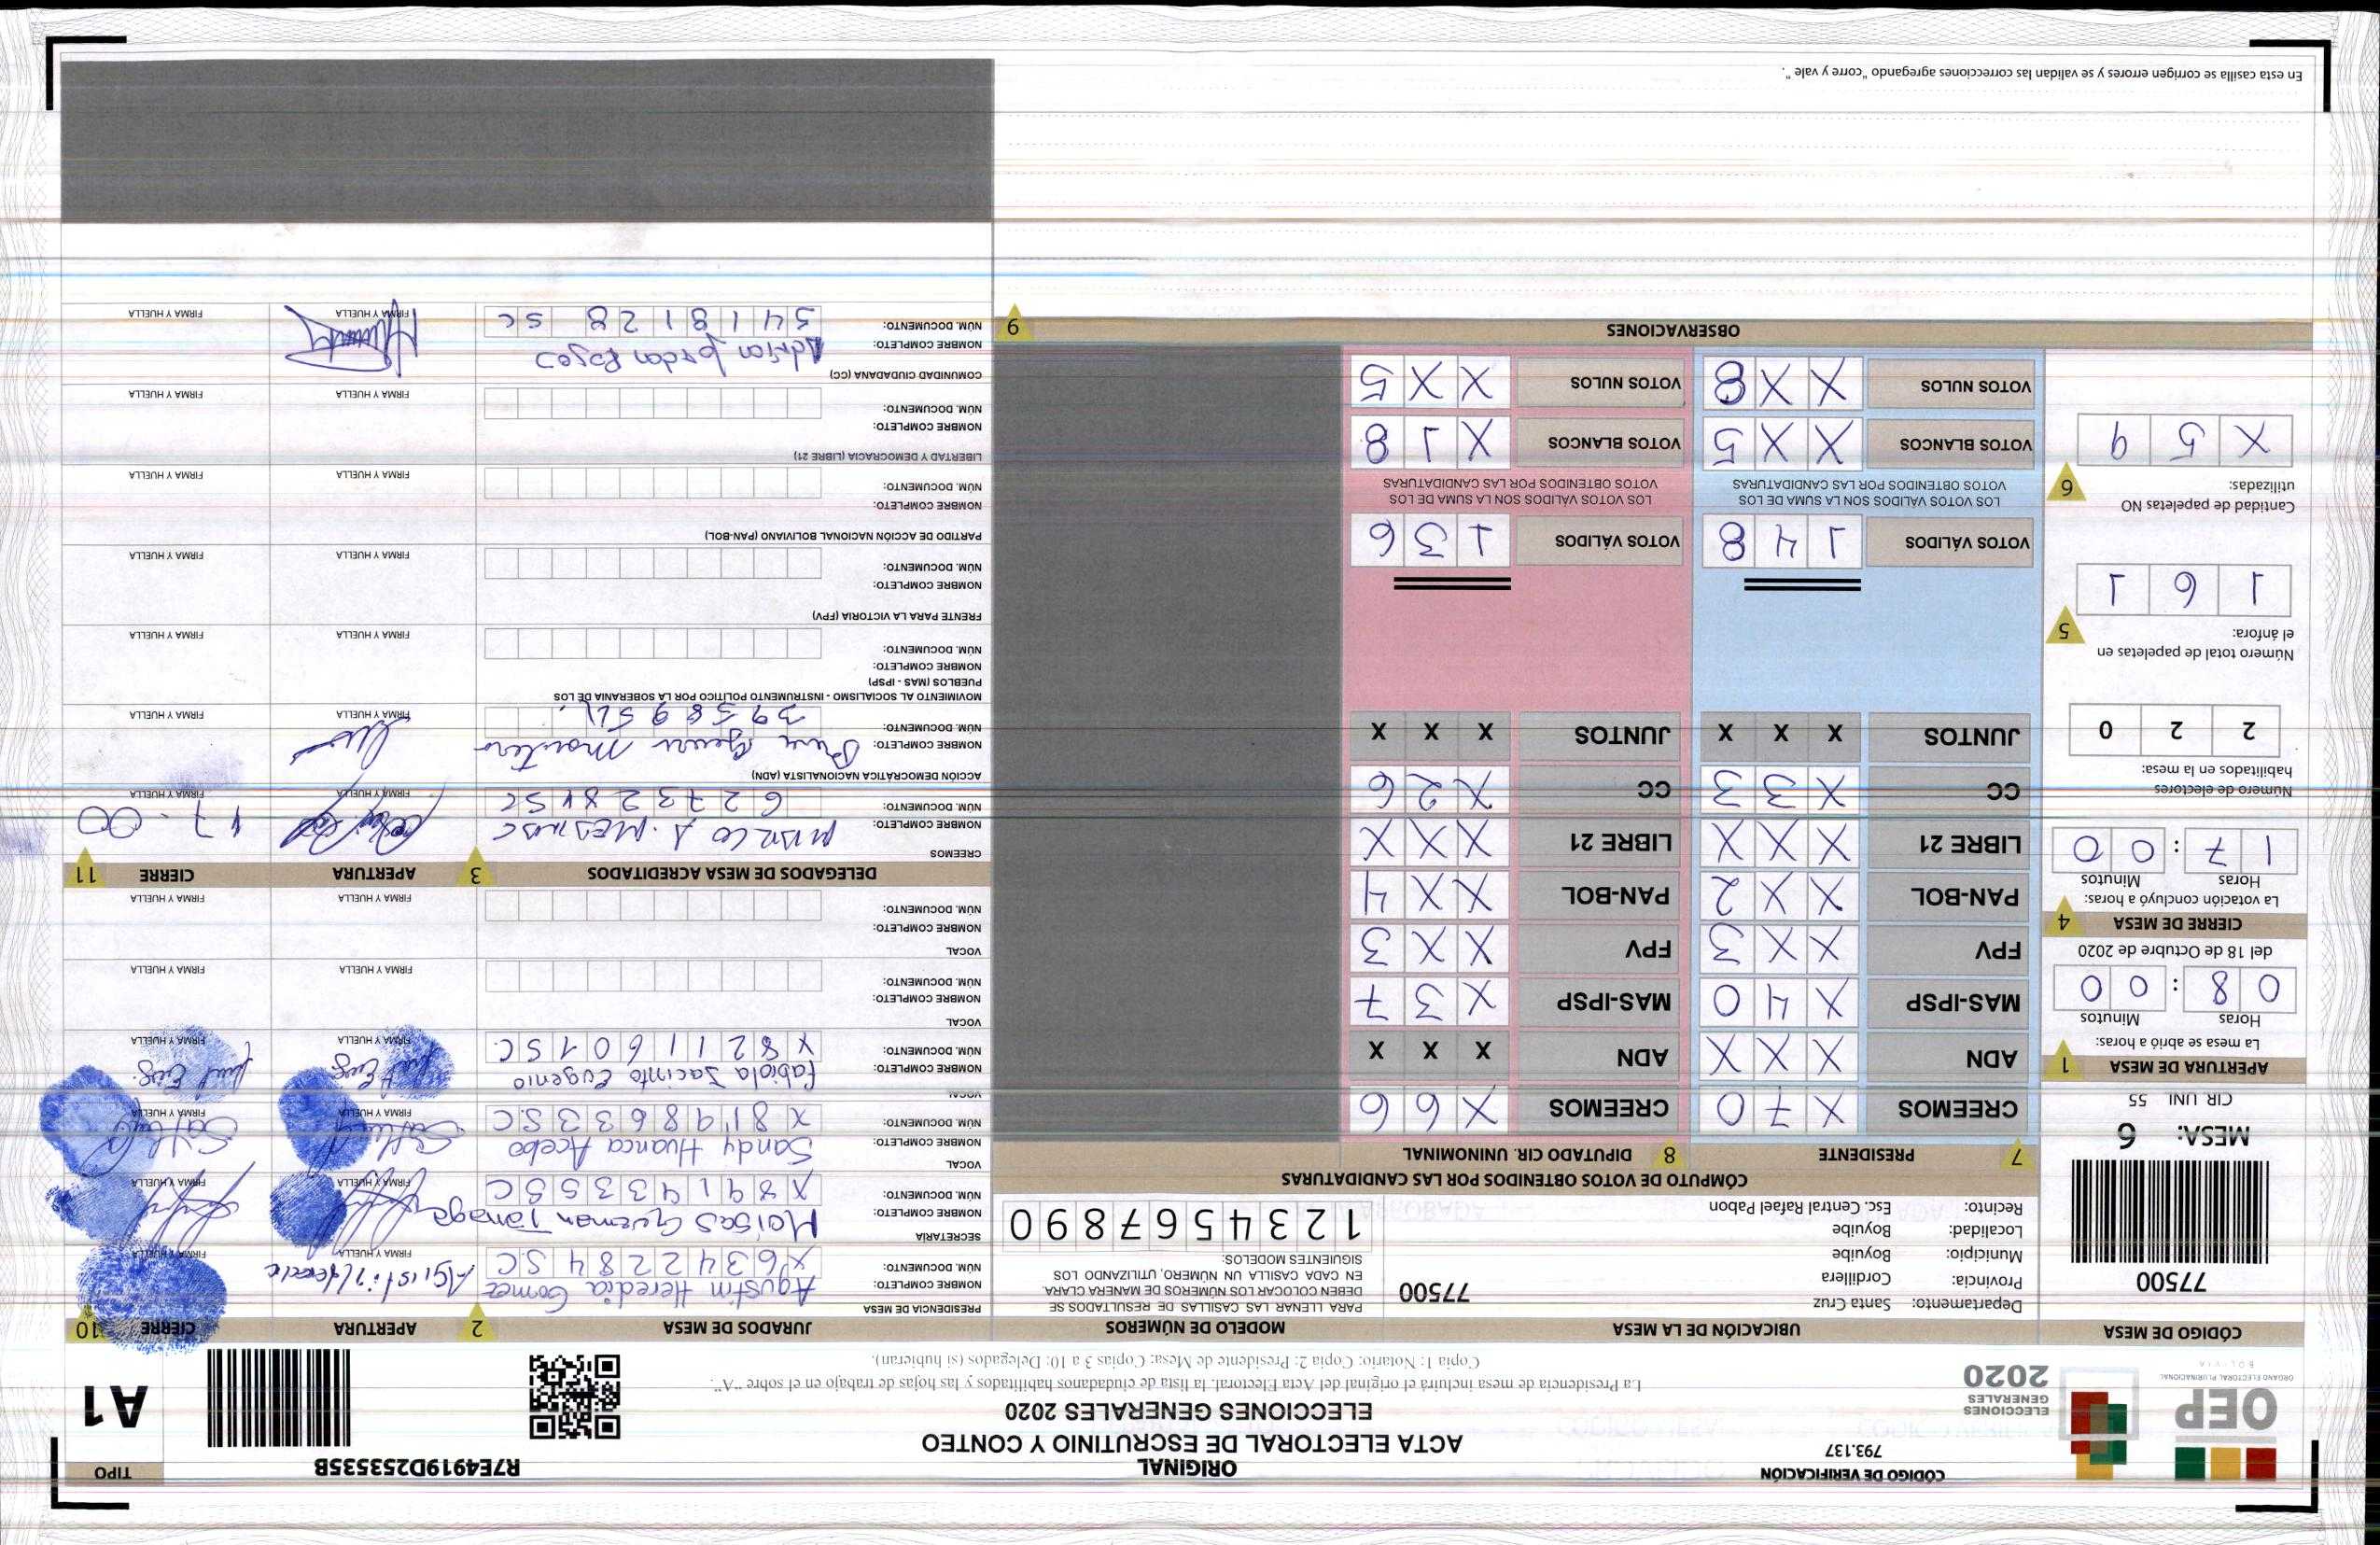 OEP
ÓRGANO ELECTORAL PLURINACIONAL
BOLIVIA
ELECCIONES
GENERALES
2020
CÓDIGO DE VERIFICACIÓN
793.137
ORIGINAL
ACTA ELECTORAL DE ESCRUTINIO Y CONTEO
ELECCIONES GENERALES 2020
La Presidencia de mesa incluirá el original del Acta Electoral, la lista de ciudadanos habilitados y las hojas de trabajo en el sobre "A".
Copia 1: Notario; Copia 2: Presidente de Mesa; Copias 3 a 10: Delegados (si hubieran).
R7E4919D253535B
TIPO
A1
CÓDIGO DE MESA
77500
MESA: 6
CIR. UNI 55
APERTURA DE MESA 1
La mesa se abrió a horas:
Horas Minutos
0 8 : 0 0
del 18 de Octubre de 2020
CIERRE DE MESA 4
La votación concluyó a horas:
Horas Minutos
1 7 : 0 0
Número de electores
habilitados en la mesa:
2 2 0
Número total de papeletas en
el ánfora: 5
1 6 1
Cantidad de papeletas NO
utilizadas: 6
X 5 9
UBICACIÓN DE LA MESA
Departamento: Santa Cruz
Provincia: Cordillera
Municipio: Boyuibe
Localidad: Boyuibe
Recinto: Esc. Central Rafael Pabon
77500
MODELO DE NÚMEROS
PARA LLENAR LAS CASILLAS DE RESULTADOS SE
DEBEN COLOCAR LOS NÚMEROS DE MANERA CLARA
EN CADA CASILLA UN NÚMERO, UTILIZANDO LOS
SIGUIENTES MODELOS:
1 2 3 4 5 6 7 8 9 0
CÓMPUTO DE VOTOS OBTENIDOS POR LAS CANDIDATURAS
7 PRESIDENTE
CREEMOS X 7 0
ADN X X X
MAS-IPSP X 4 0
FPV X X 3
PAN-BOL X X 2
LIBRE 21 X X X
CC X 3 3
JUNTOS X X X
VOTOS VÁLIDOS 1 4 8
LOS VOTOS VÁLIDOS SON LA SUMA DE LOS
VOTOS OBTENIDOS POR LAS CANDIDATURAS
VOTOS BLANCOS X X 5
VOTOS NULOS X X 8
8 DIPUTADO CIR. UNINOMINAL
CREEMOS X 6 6
ADN X X X
MAS-IPSP X 3 7
FPV X X 3
PAN-BOL X X 4
LIBRE 21 X X X
CC X 2 6
JUNTOS X X X
VOTOS VÁLIDOS 1 3 6
LOS VOTOS VÁLIDOS SON LA SUMA DE LOS
VOTOS OBTENIDOS POR LAS CANDIDATURAS
VOTOS BLANCOS X 1 8
VOTOS NULOS X X 5
JURADOS DE MESA 2 APERTURA CIERRE 10
PRESIDENCIA DE MESA
NOMBRE COMPLETO: Agustin Heredia Gomez
NÚM. DOCUMENTO: X 6 3 4 2 2 8 4 S.C
FIRMA Y HUELLA FIRMA Y HUELLA
SECRETARIA
NOMBRE COMPLETO: Moisas Guzman Tamaga
NÚM. DOCUMENTO: X 8 9 1 4 3 3 5 S C
FIRMA Y HUELLA FIRMA Y HUELLA
VOCAL
NOMBRE COMPLETO: Sandy Huanca Acebo
NÚM. DOCUMENTO: X 8 1 9 8 6 3 3 S.C
FIRMA Y HUELLA FIRMA Y HUELLA
VOCAL
NOMBRE COMPLETO: Fabiola Jacinto Eugenio
NÚM. DOCUMENTO: X 8 2 1 1 6 0 1 S C.
FIRMA Y HUELLA FIRMA Y HUELLA
VOCAL
NOMBRE COMPLETO:
NÚM. DOCUMENTO:
FIRMA Y HUELLA FIRMA Y HUELLA
VOCAL
NOMBRE COMPLETO:
NÚM. DOCUMENTO:
FIRMA Y HUELLA FIRMA Y HUELLA
DELEGADOS DE MESA ACREDITADOS 3 APERTURA CIERRE 11
CREEMOS
NOMBRE COMPLETO: Marco A.
NÚM. DOCUMENTO: 6 2 7 3 2 8 4 SC
FIRMA Y HUELLA FIRMA Y HUELLA
17-00
ACCIÓN DEMOCRÁTICA NACIONALISTA (ADN)
NOMBRE COMPLETO:
NÚM. DOCUMENTO:
FIRMA Y HUELLA FIRMA Y HUELLA
MOVIMIENTO AL SOCIALISMO - INSTRUMENTO POLÍTICO POR LA SOBERANÍA DE LOS
PUEBLOS (MAS - IPSP)
NOMBRE COMPLETO:
NÚM. DOCUMENTO:
FIRMA Y HUELLA FIRMA Y HUELLA
FRENTE PARA LA VICTORIA (FPV)
NOMBRE COMPLETO:
NÚM. DOCUMENTO:
FIRMA Y HUELLA FIRMA Y HUELLA
PARTIDO DE ACCIÓN NACIONAL BOLIVIANO (PAN-BOL)
NOMBRE COMPLETO:
NÚM. DOCUMENTO:
FIRMA Y HUELLA FIRMA Y HUELLA
LIBERTAD Y DEMOCRACIA (LIBRE 21)
NOMBRE COMPLETO:
NÚM. DOCUMENTO:
FIRMA Y HUELLA FIRMA Y HUELLA
COMUNIDAD CIUDADANA (CC)
NOMBRE COMPLETO: Adrian Jordan Rojas
NÚM. DOCUMENTO: 5 4 1 8 1 2 8 SC
FIRMA Y HUELLA FIRMA Y HUELLA
OBSERVACIONES 9
En esta casilla se corrigen errores y se validan las correcciones agregando "corre y vale ".